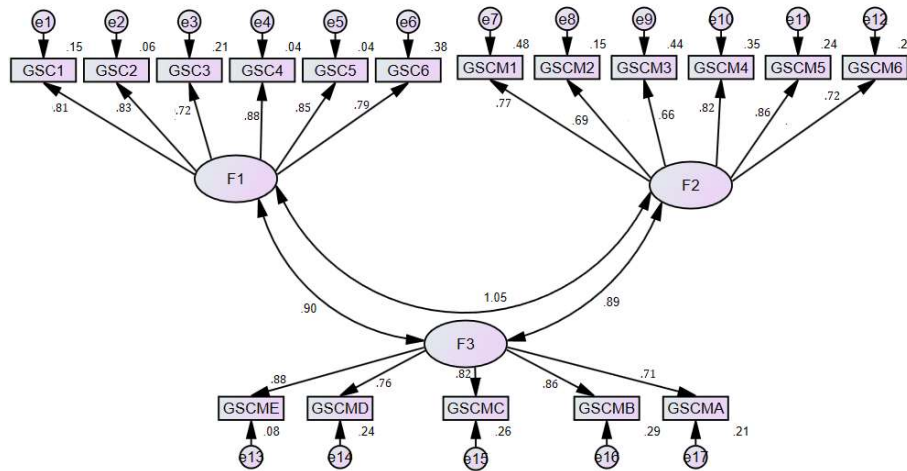 e1 e2 e3 e4 e5 e6 e7 e8 e9 e10 e11 e12
.15 .06 .21 .04 .04 .38 .48 .15 .44 .35 .24 .2
GSC1 GSC2 GSC3 GSC4 GSC5 GSC6 GSCM1 GSCM2 GSCM3 GSCM4 GSCM5 GSCM6
.81 .83 .72 .88 .85 .79 .77 .69 .66 .82 .86 .72
F1 F2
.90 1.05 .89
F3
.88 .76 .82 .86 .71
GSCME GSCMD GSCMC GSCMB GSCMA
.08 .24 .26 .29 .21
e13 e14 e15 e16 e17